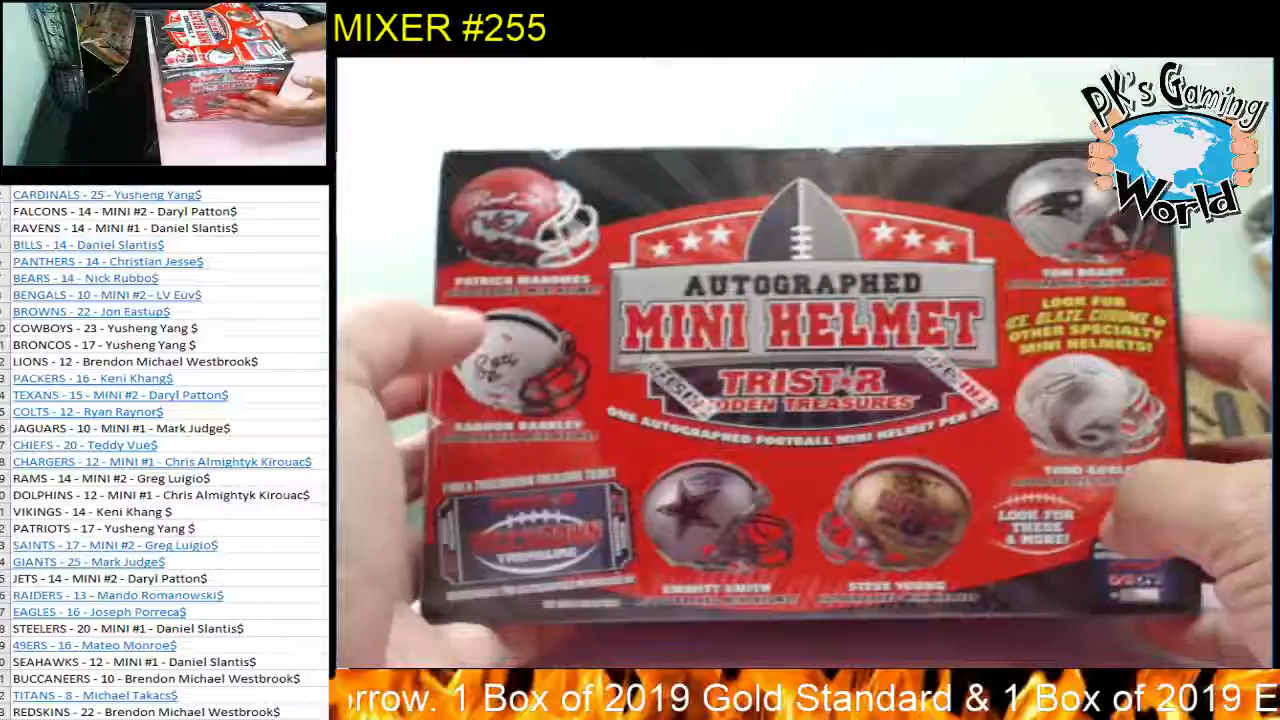 MIXER #255
PK's Gaming
World
CARDINALS - 25 - Yusheng Yang$
FALCONS - 14 - MINI #2 - Daryl Patton$
RAVENS - 14 - MINI #1 - Daniel Slantis$
BILLS - 14 - Daniel Slantis$
PANTHERS - 14 - Christian Jesse$
BEARS - 14 - Nick Rubbo$
BENGALS - 10 - MINI #2 - LV Euv$
BROWNS - 22 - Jon Eastup$
COWBOYS - 23 - Yusheng Yang $
BRONCOS - 17 - Yusheng Yang $
LIONS - 12 - Brendon Michael Westbrook$
PACKERS - 16 - Keni Khang$
TEXANS - 15 - MINI #2 - Daryl Patton$
COLTS - 12 - Ryan Raynor$
JAGUARS - 10 - MINI #1 - Mark Judge$
CHIEFS - 20 - Teddy Vue$
CHARGERS - 12 - MINI #1 - Chris Almightyk Kirouac$
RAMS - 14 - MINI #2 - Greg Luigio$
DOLPHINS - 12 - MINI #1 - Chris Almightyk Kirouac$
VIKINGS - 14 - Keni Khang $
PATRIOTS - 17 - Yusheng Yang $
SAINTS - 17 - MINI #2 - Greg Luigio$
GIANTS - 25 - Mark Judge$
JETS - 14 - MINI #2 - Daryl Patton$
RAIDERS - 13 - Mando Romanowski$
EAGLES - 16 - Joseph Porreca$
STEELERS - 20 - MINI #1 - Daniel Slantis$
49ERS - 16 - Mateo Monroe$
SEAHAWKS - 12 - MINI #1 - Daniel Slantis$
BUCCANEERS - 10 - Brendon Michael Westbrook$
TITANS - 8 - Michael Takacs$
REDSKINS - 22 - Brendon Michael Westbrook$
PATRICK MAHOMES
TOM BRADY
AUTOGRAPHED
MINI HELMET
TRISTAR
HIDDEN TREASURES
ONE AUTOGRAPHED FOOTBALL MINI HELMET PER
LOOK FOR
ICE, BLAZE, CHROME &
OTHER SPECIALTY
MINI HELMETS!
SAQUON BARKLEY
TODD
LOOK FOR
THESE
& MORE!
EMMITT SMITH
STEVE YOUNG
orrow. 1 Box of 2019 Gold Standard & 1 Box of 2019 E